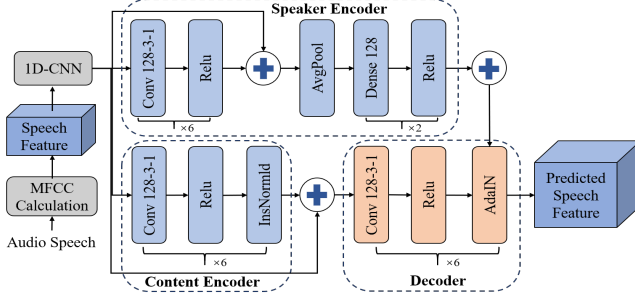 Speaker Encoder
1D-CNN
Conv 128-3-1
Relu
AvgPool
Dense 128
Relu
×6
×2
Speech
Feature
MFCC
Calculation
Audio Speech
Conv 128-3-1
Relu
InsNormld
×6
Content Encoder
Conv 128-3-1
Relu
AdaIN
×6
Decoder
Predicted
Speech
Feature